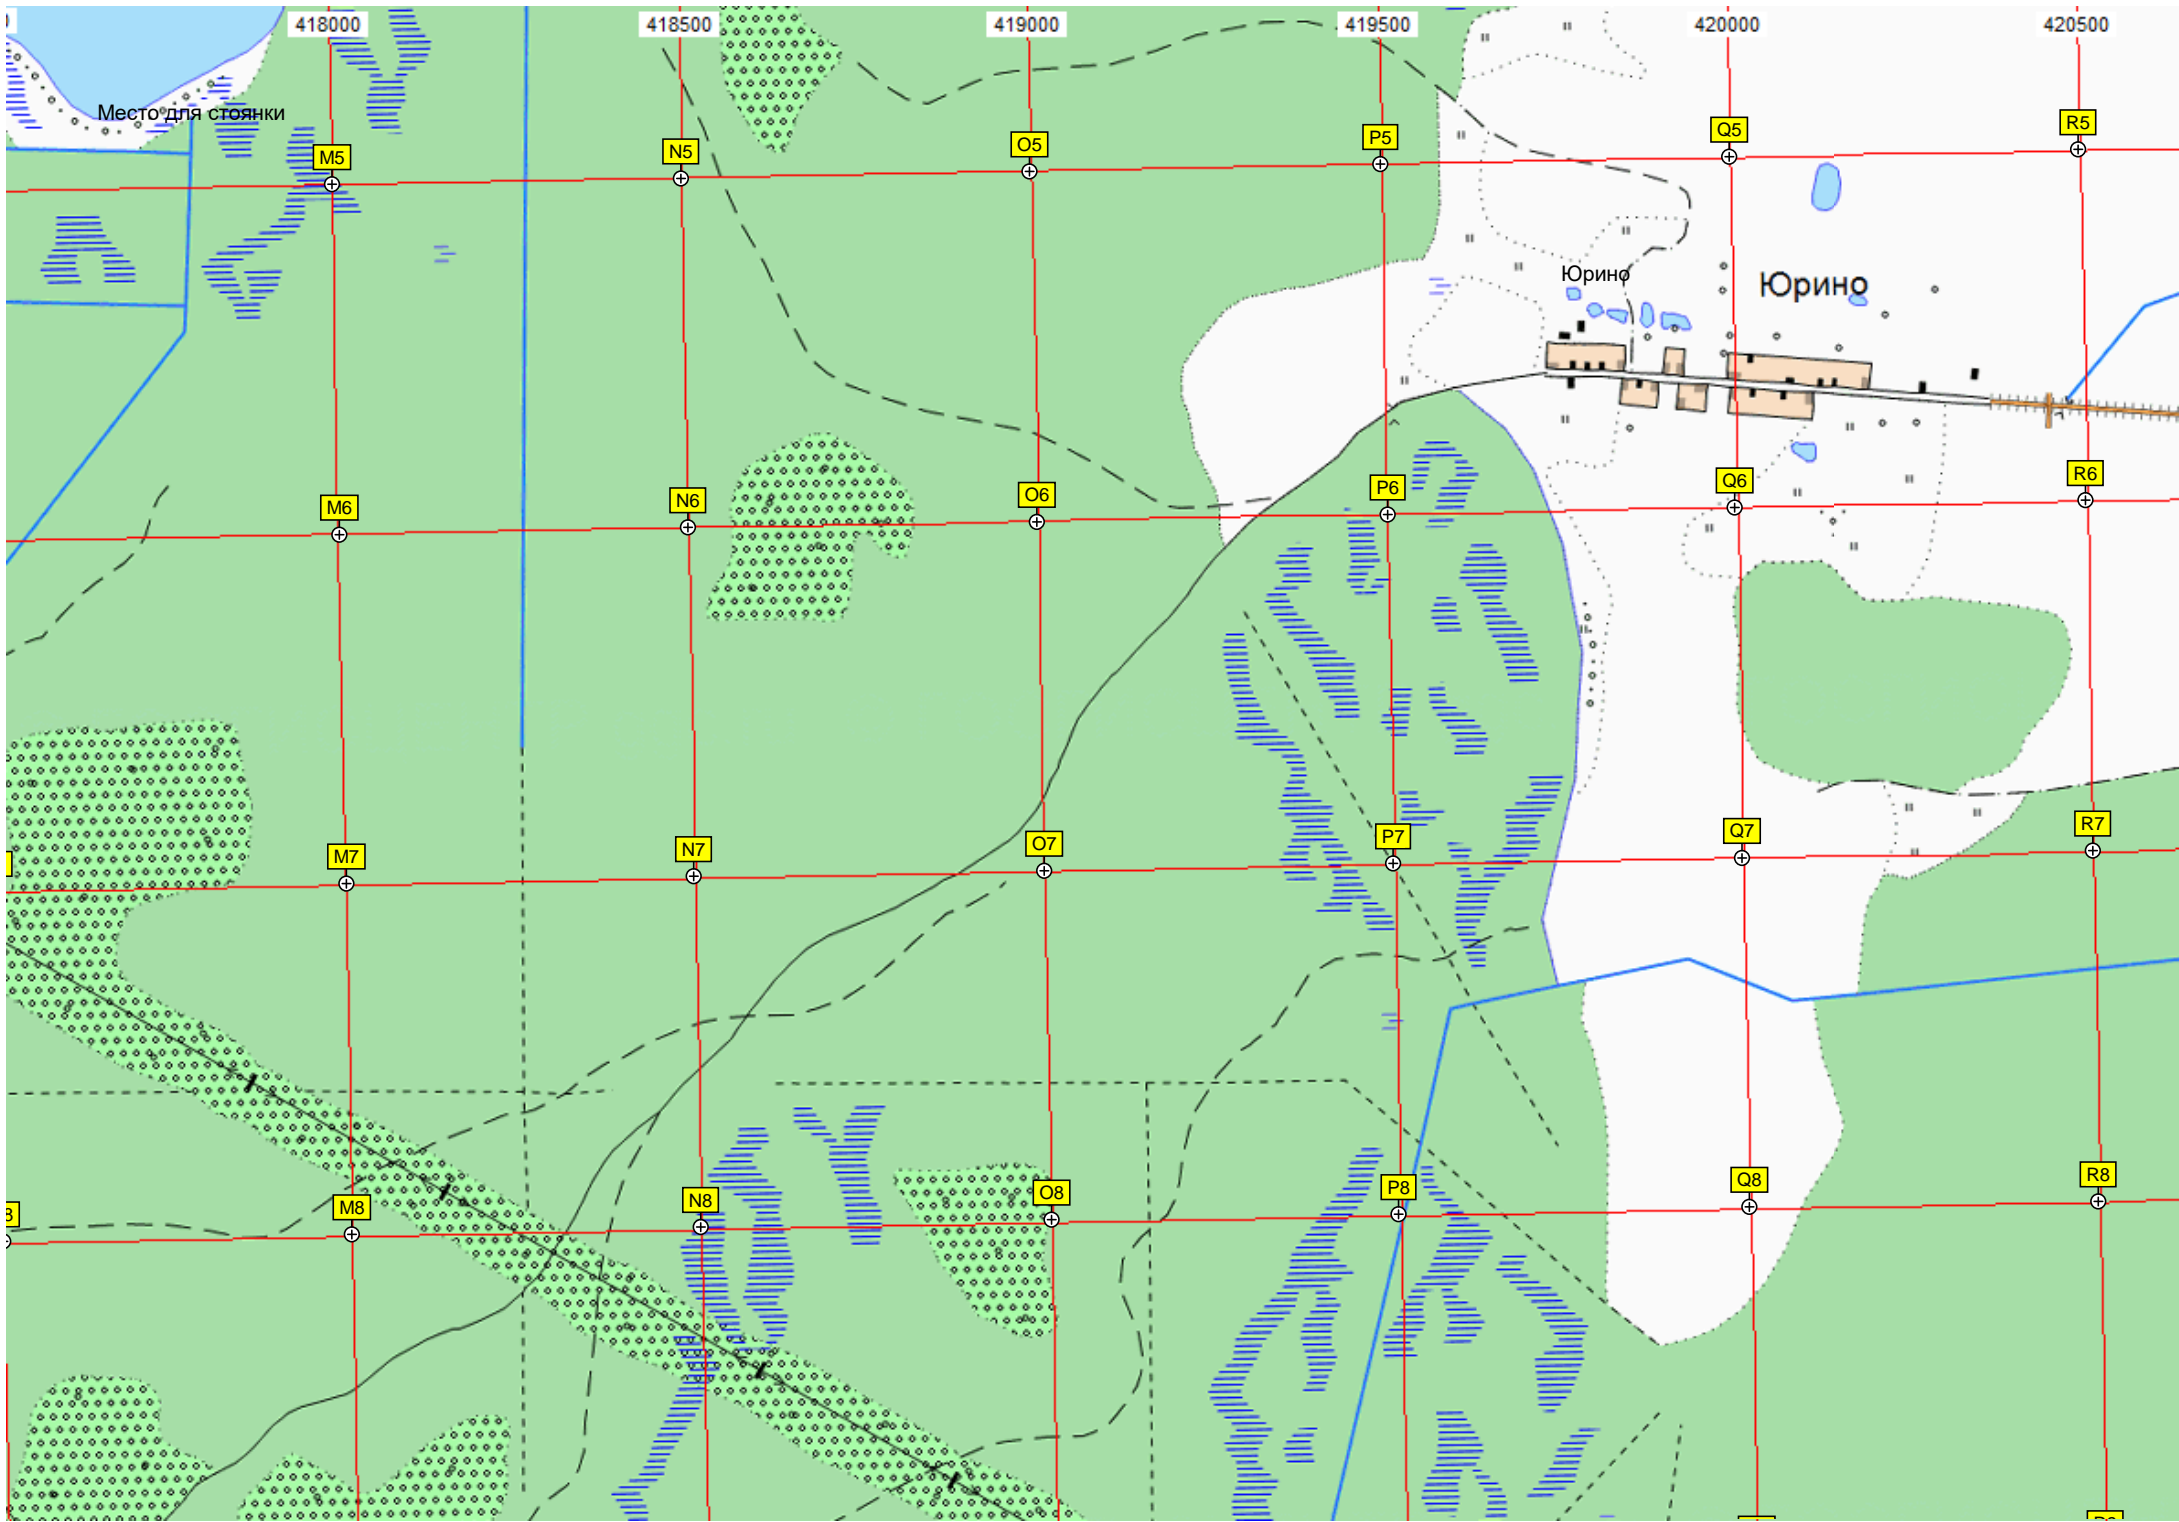 418000 418500 419000 419500 420000 420500
Место для стоянки
M5 N5 O5 P5 Q5 R5
Юрино
Юрино
M6 N6 O6 P6 Q6 R6
M7 N7 O7 P7 Q7 R7
8 M8 N8 O8 P8 Q8 R8